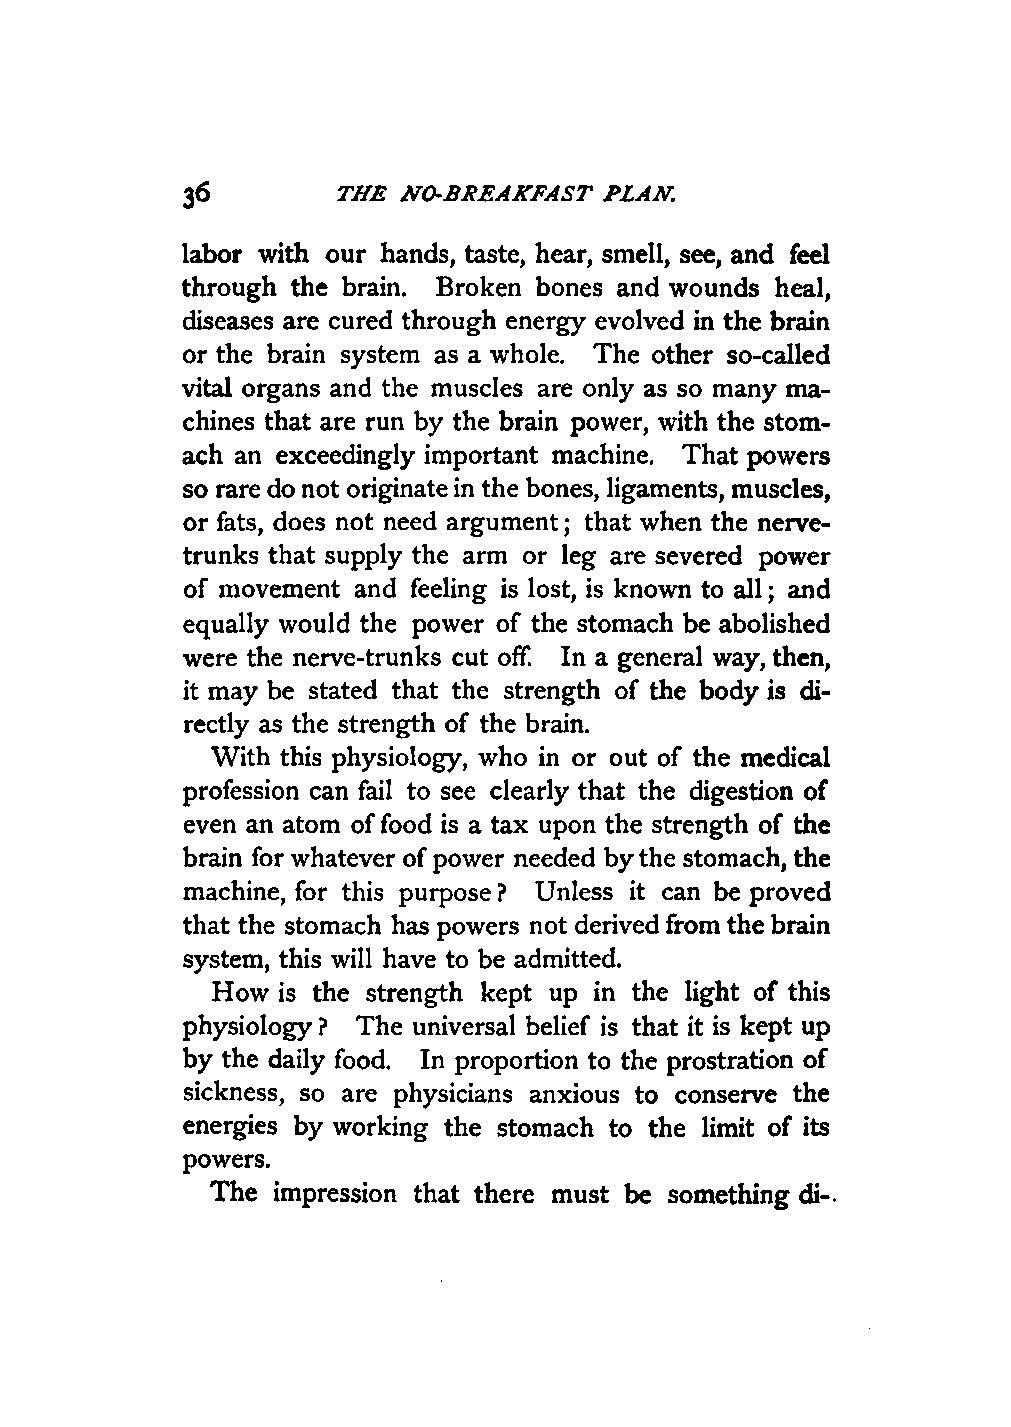 36 THE NO-BREAKFAST PLAN.
labor with our hands, taste, hear, smell, see, and feel
through the brain. Broken bones and wounds heal,
diseases are cured through energy evolved in the brain
or the brain system as a whole. The other so-called
vital organs and the muscles are only as so many ma-
chines that are run by the brain power, with the stom-
ach an exceedingly important machine. That powers
so rare do not originate in the bones, ligaments, muscles,
or fats, does not need argument; that when the nerve-
trunks that supply the arm or leg are severed power
of movement and feeling is lost, is known to all; and
equally would the power of the stomach be abolished
were the nerve-trunks cut off. In a general way, then,
it may be stated that the strength of the body is di-
rectly as the strength of the brain.
With this physiology, who in or out of the medical
profession can fail to see clearly that the digestion of
even an atom of food is a tax upon the strength of the
brain for whatever of power needed by the stomach, the
machine, for this purpose? Unless it can be proved
that the stomach has powers not derived from the brain
system, this will have to be admitted.
How is the strength kept up in the light of this
physiology? The universal belief is that it is kept up
by the daily food. In proportion to the prostration of
sickness, so are physicians anxious to conserve the
energies by working the stomach to the limit of its
powers.
The impression that there must be something di-